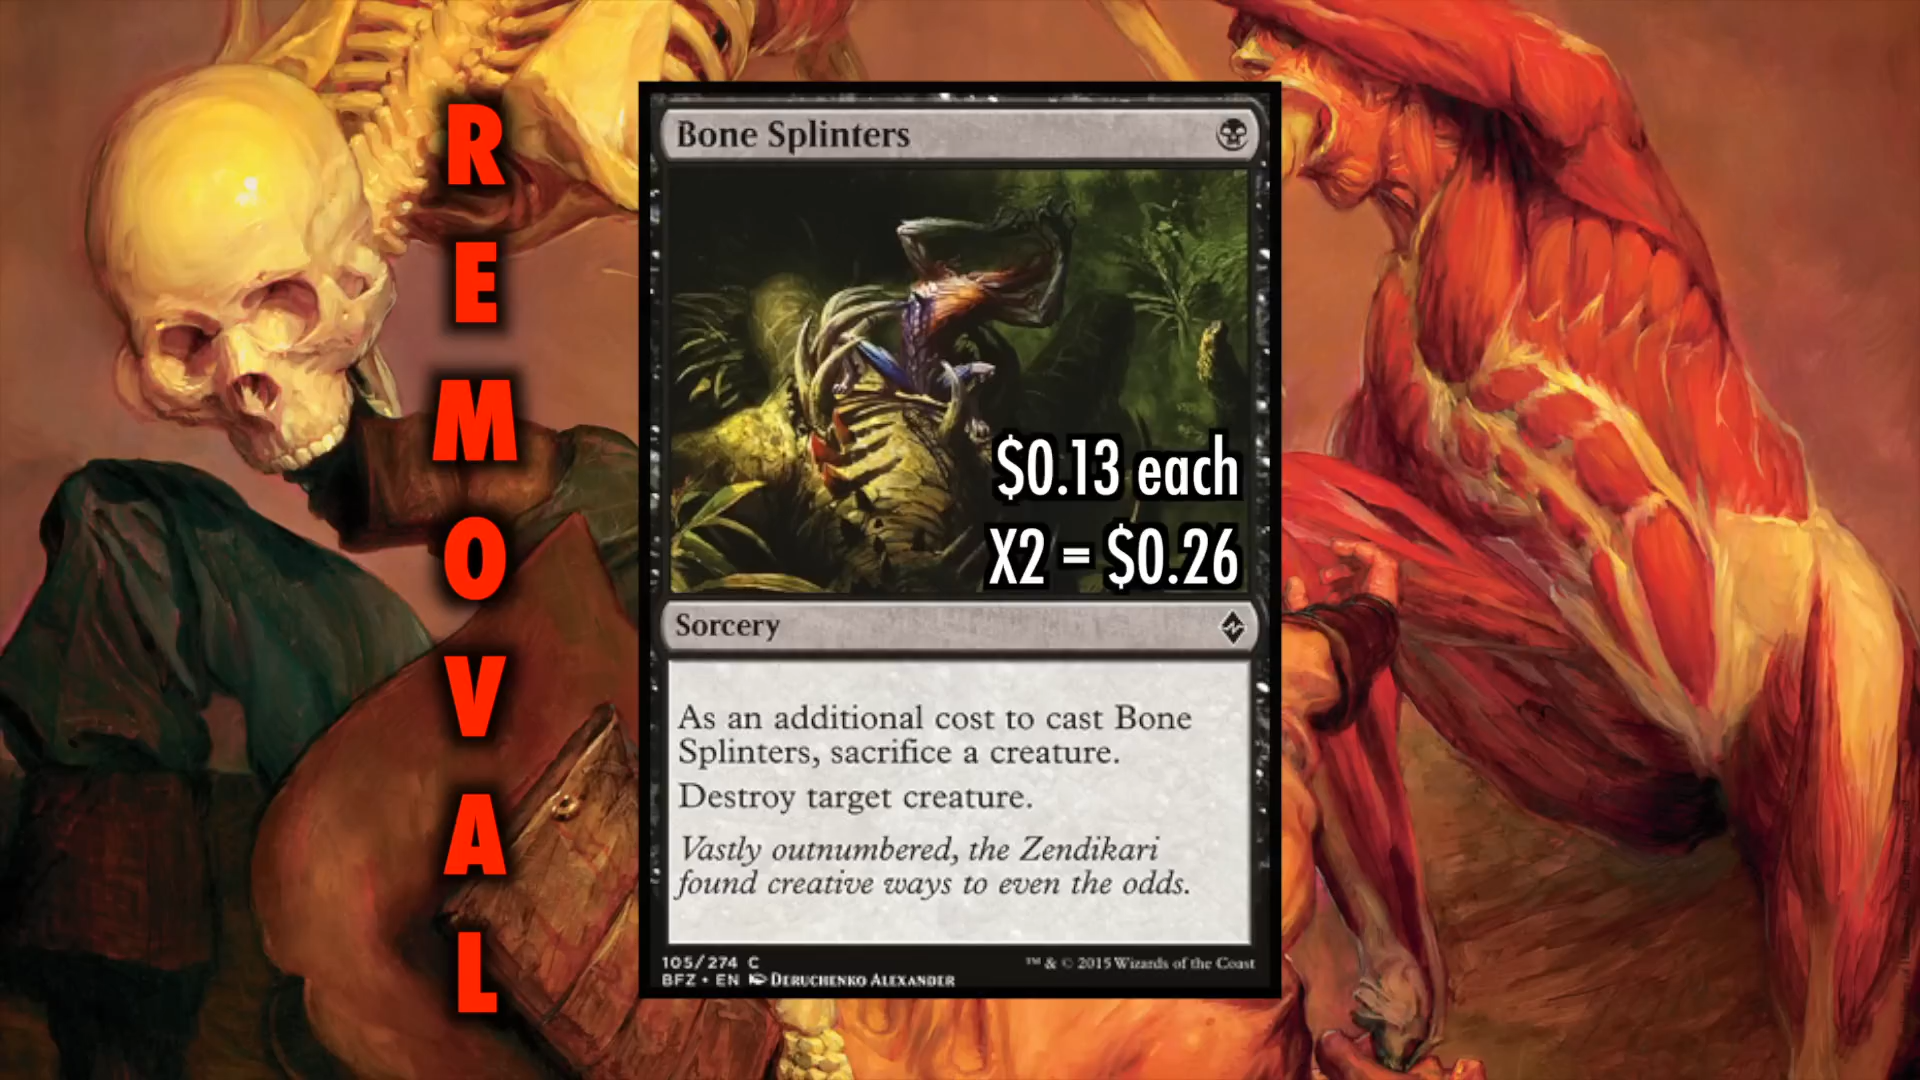 REMOVAL
Bone Splinters
$0.13 each
X2 = $0.26
Sorcery
As an additional cost to cast Bone
Splinters, sacrifice a creature.
Destroy target creature.
Vastly outnumbered, the Zendikari
found creative ways to even the odds.
105/274 C
BFZ • EN Deruchenko Alexander
™ & © 2015 Wizards of the Coast